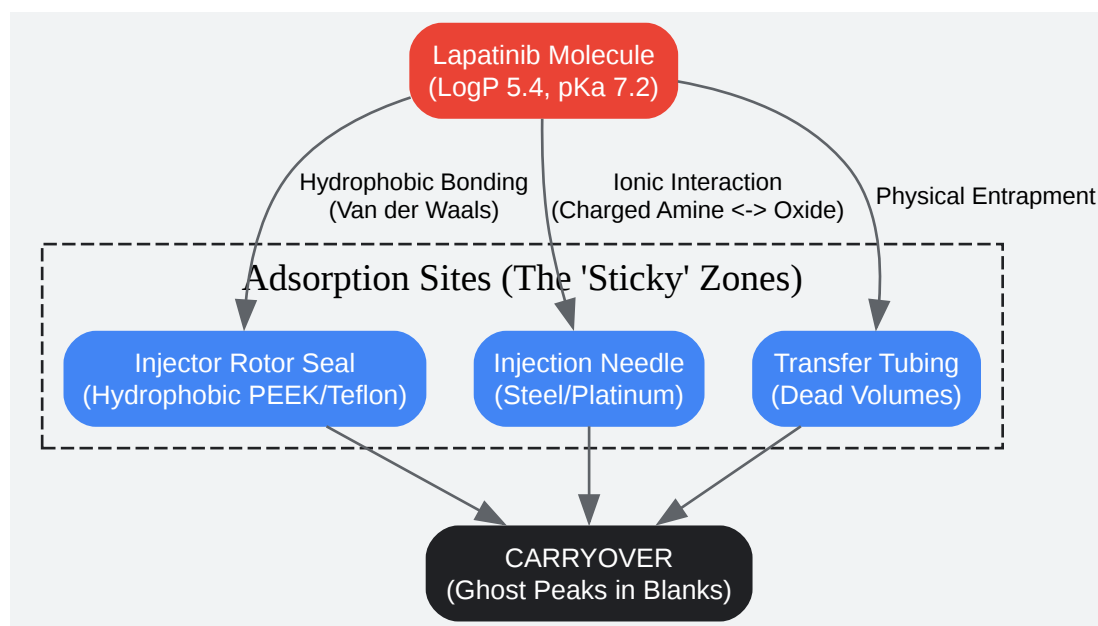 Lapatinib Molecule
(LogP 5.4, pKa 7.2)
Hydrophobic Bonding
(Van der Waals)
Ionic Interaction
(Charged Amine <-> Oxide)
Physical Entrapment
Adsorption Sites (The 'Sticky' Zones)
Injector Rotor Seal
(Hydrophobic PEEK/Teflon)
Injection Needle
(Steel/Platinum)
Transfer Tubing
(Dead Volumes)
CARRYOVER
(Ghost Peaks in Blanks)